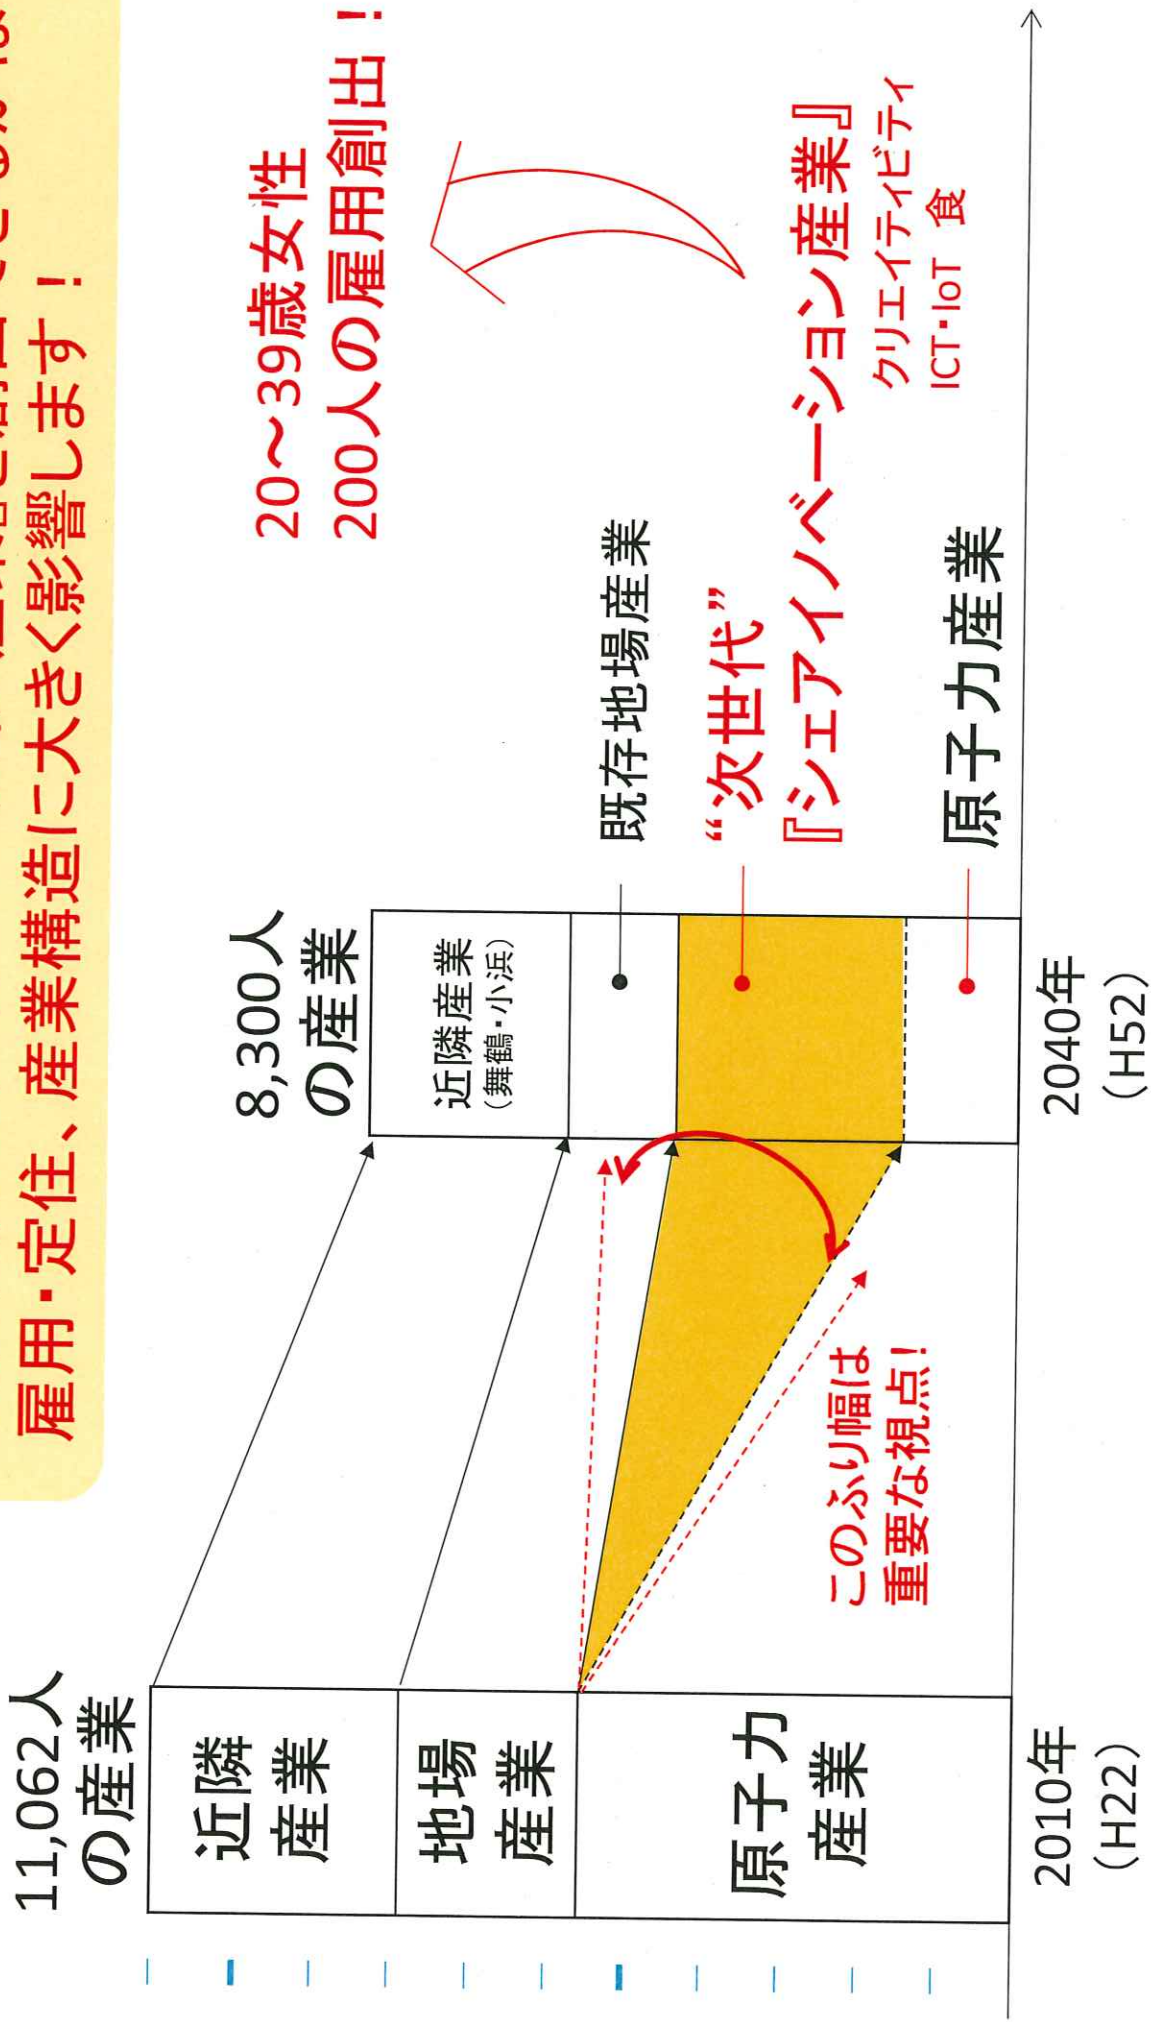 雇用・定住、産業構造に大きく影響します！
11,062人
の産業
近隣
産業
地場
産業
原子力
産業
2010年
（H22）
8,300人
の産業
近隣産業
（舞鶴・小浜）
2040年
（H52）
このふり幅は
重要な視点！
20～39歳女性
200人の雇用創出！
既存地場産業
“次世代”
『シェアイノベーション産業』
クリエイティビティ
ICT・IoT 食
原子力産業